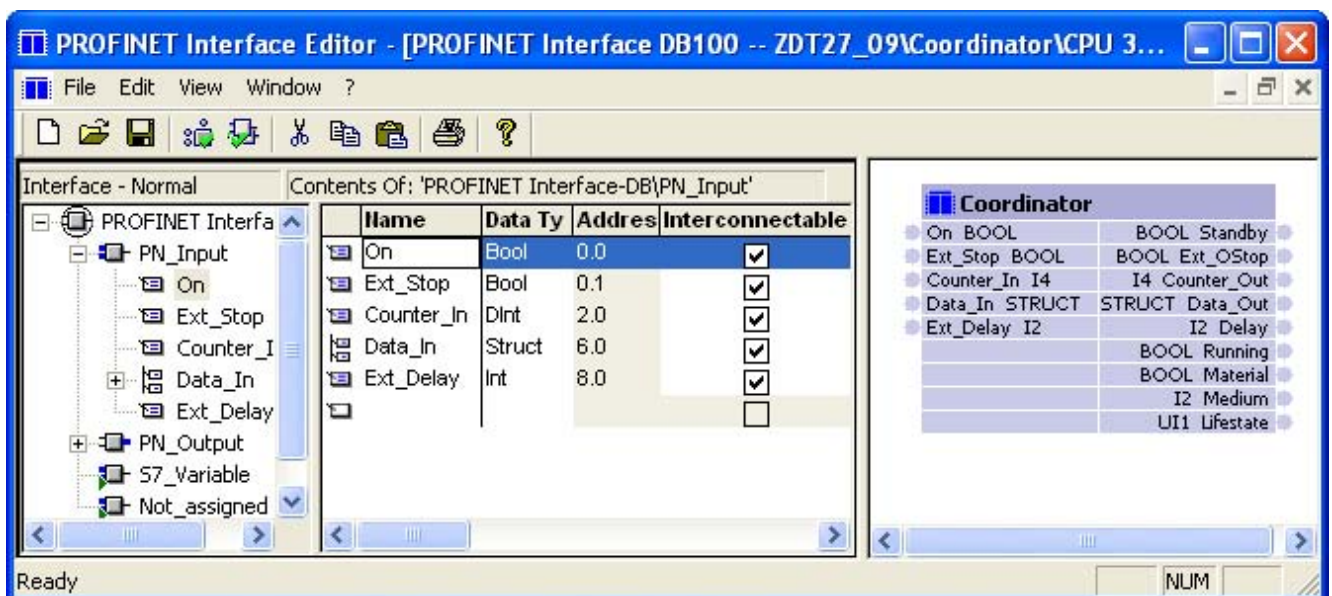 PROFINET Interface Editor - [PROFINET Interface DB100 -- ZDT27_09\Coordinator\CPU 3...
File Edit View Window ?
Interface - Normal
Contents Of: 'PROFINET Interface-DB\PN_Input'
PROFINET Interfa
PN_Input
On
Ext_Stop
Counter_I
Data_In
Ext_Delay
PN_Output
S7_Variable
Not_assigned
Name Data Ty Addres Interconnectable
On Bool 0.0
Ext_Stop Bool 0.1
Counter_In DInt 2.0
Data_In Struct 6.0
Ext_Delay Int 8.0
Coordinator
On BOOL BOOL Standby
Ext_Stop BOOL BOOL Ext_OStop
Counter_In I4 I4 Counter_Out
Data_In STRUCT STRUCT Data_Out
Ext_Delay I2 I2 Delay
BOOL Running
BOOL Material
I2 Medium
UI1 Lifestate
Ready
NUM